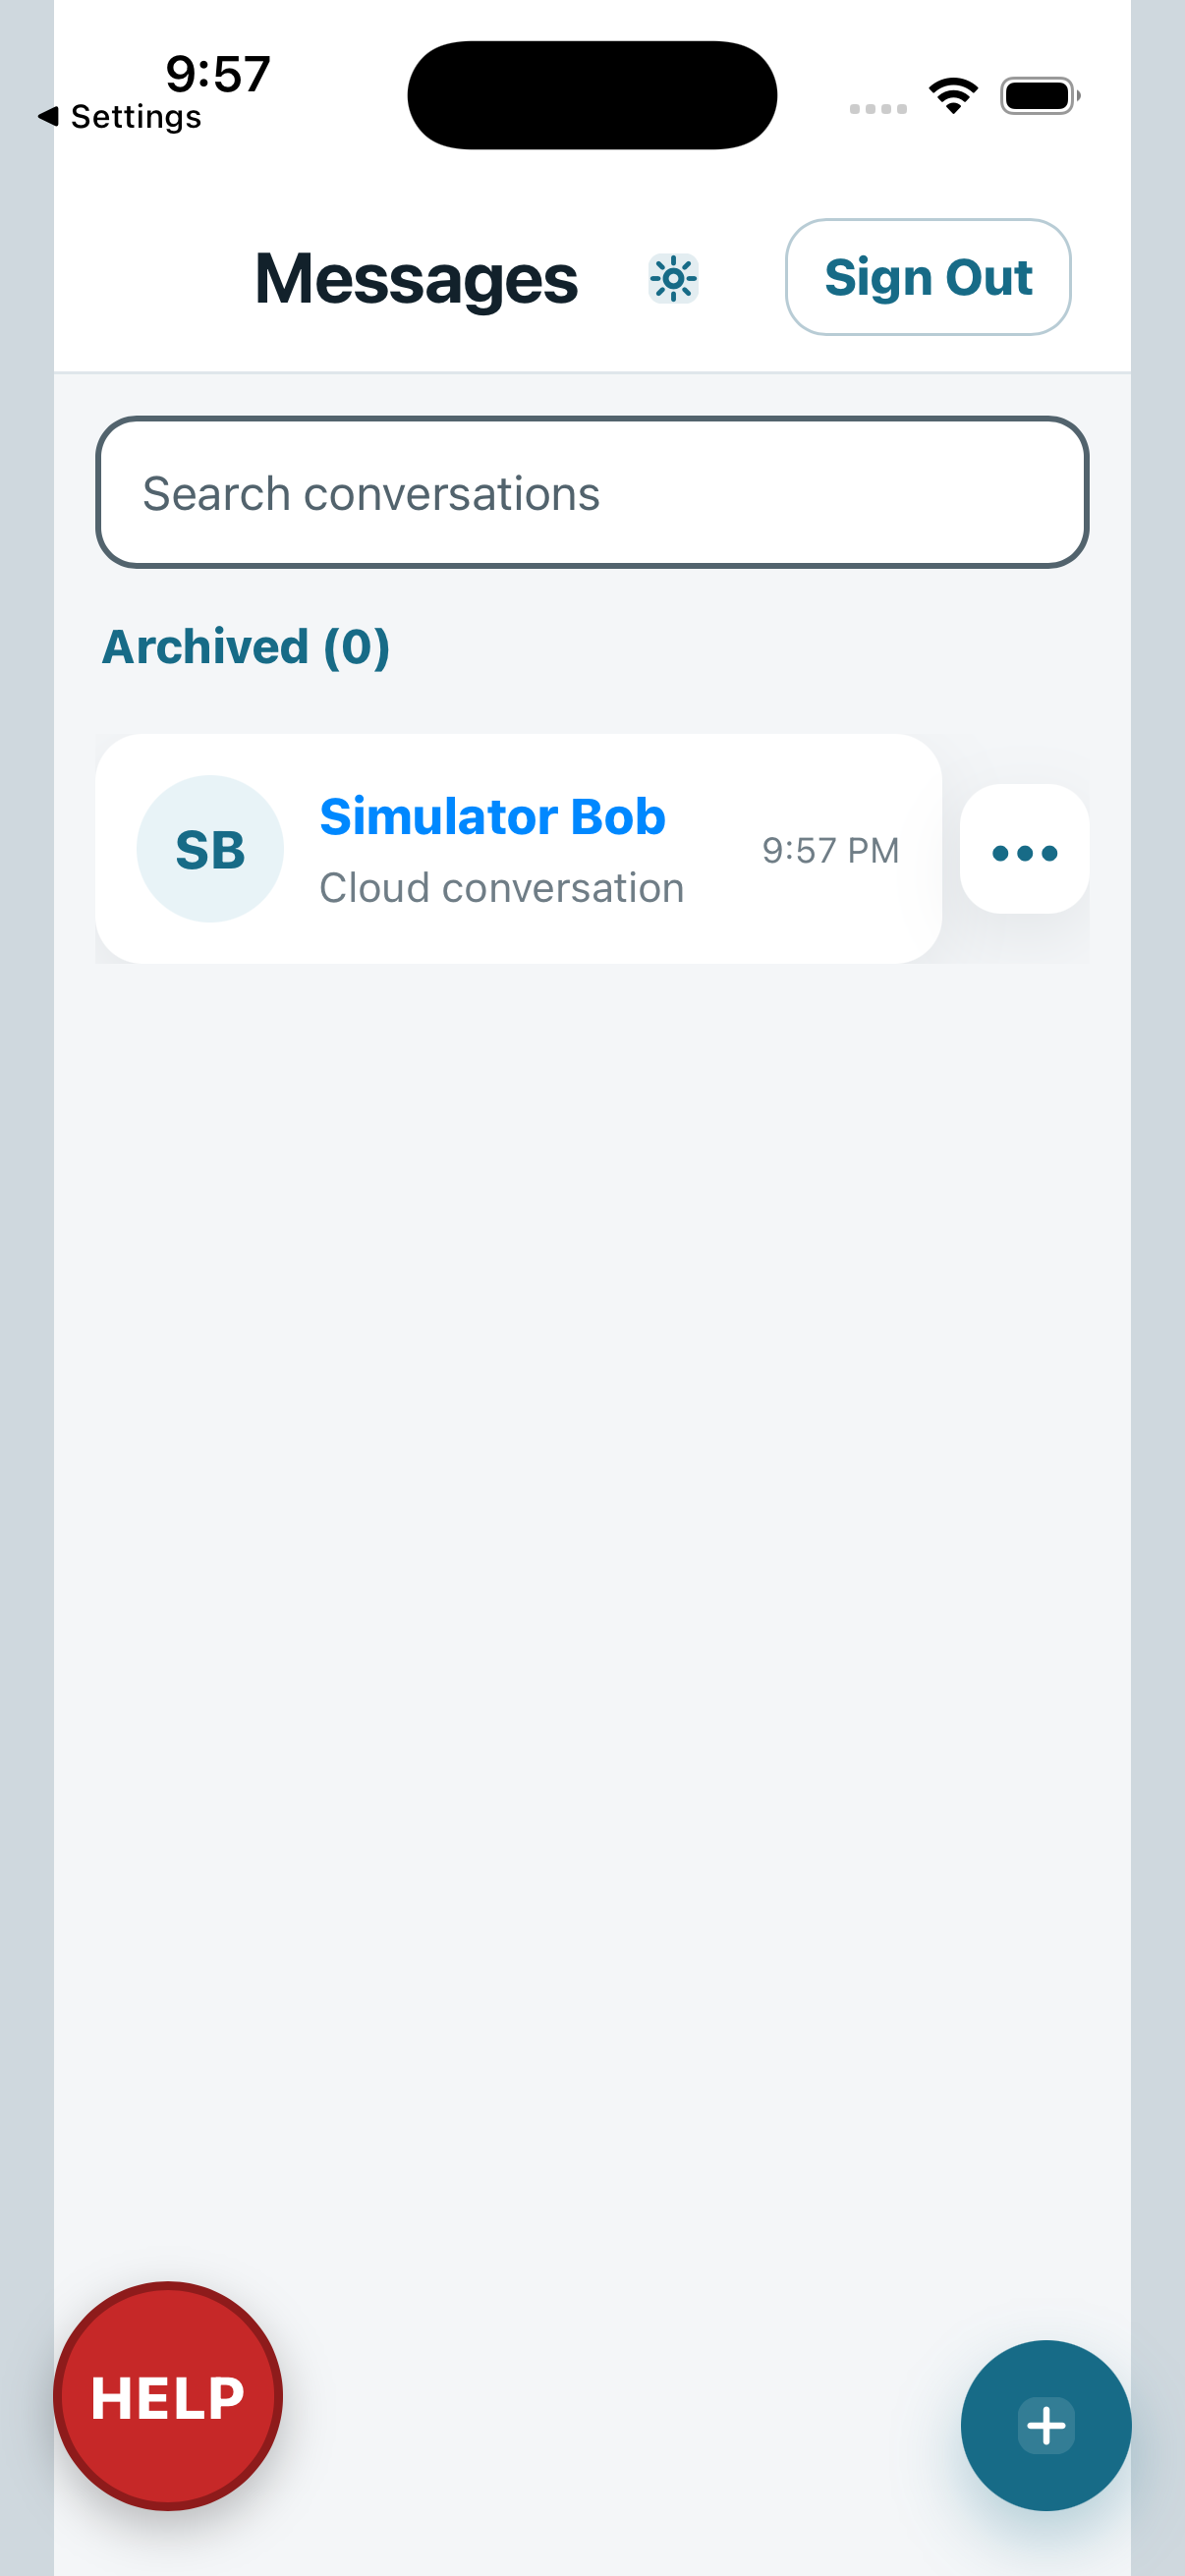 9:57
Settings
Messages
Sign Out
Search conversations
Archived (0)
SB
Simulator Bob
Cloud conversation
9:57 PM
HELP